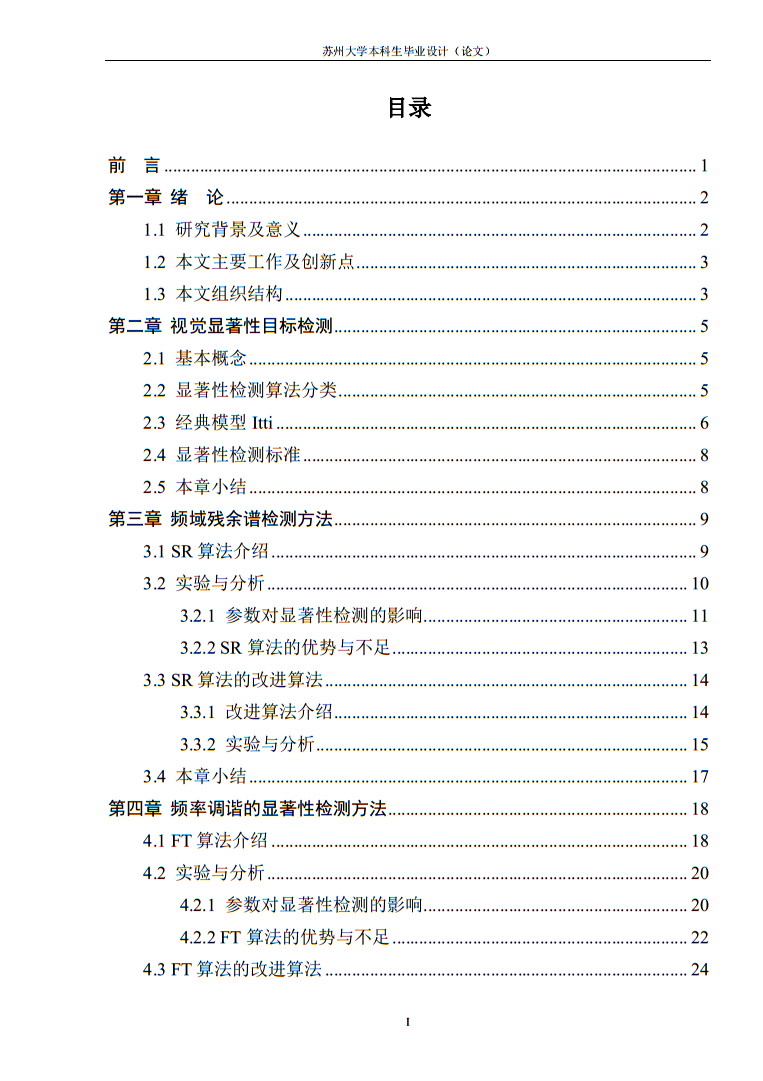 苏州大学本科生毕业设计（论文）
目录
前　言 ........................................ 1
第一章 绪　论 ........................................ 2
1.1 研究背景及意义 ........................................ 2
1.2 本文主要工作及创新点 ........................................ 3
1.3 本文组织结构 ........................................ 3
第二章 视觉显著性目标检测 ........................................ 5
2.1 基本概念 ........................................ 5
2.2 显著性检测算法分类 ........................................ 5
2.3 经典模型 Itti ........................................ 6
2.4 显著性检测标准 ........................................ 8
2.5 本章小结 ........................................ 8
第三章 频域残余谱检测方法 ........................................ 9
3.1 SR 算法介绍 ........................................ 9
3.2 实验与分析 ........................................ 10
3.2.1 参数对显著性检测的影响 ........................................ 11
3.2.2 SR 算法的优势与不足 ........................................ 13
3.3 SR 算法的改进算法 ........................................ 14
3.3.1 改进算法介绍 ........................................ 14
3.3.2 实验与分析 ........................................ 15
3.4 本章小结 ........................................ 17
第四章 频率调谐的显著性检测方法 ........................................ 18
4.1 FT 算法介绍 ........................................ 18
4.2 实验与分析 ........................................ 20
4.2.1 参数对显著性检测的影响 ........................................ 20
4.2.2 FT 算法的优势与不足 ........................................ 22
4.3 FT 算法的改进算法 ........................................ 24
I